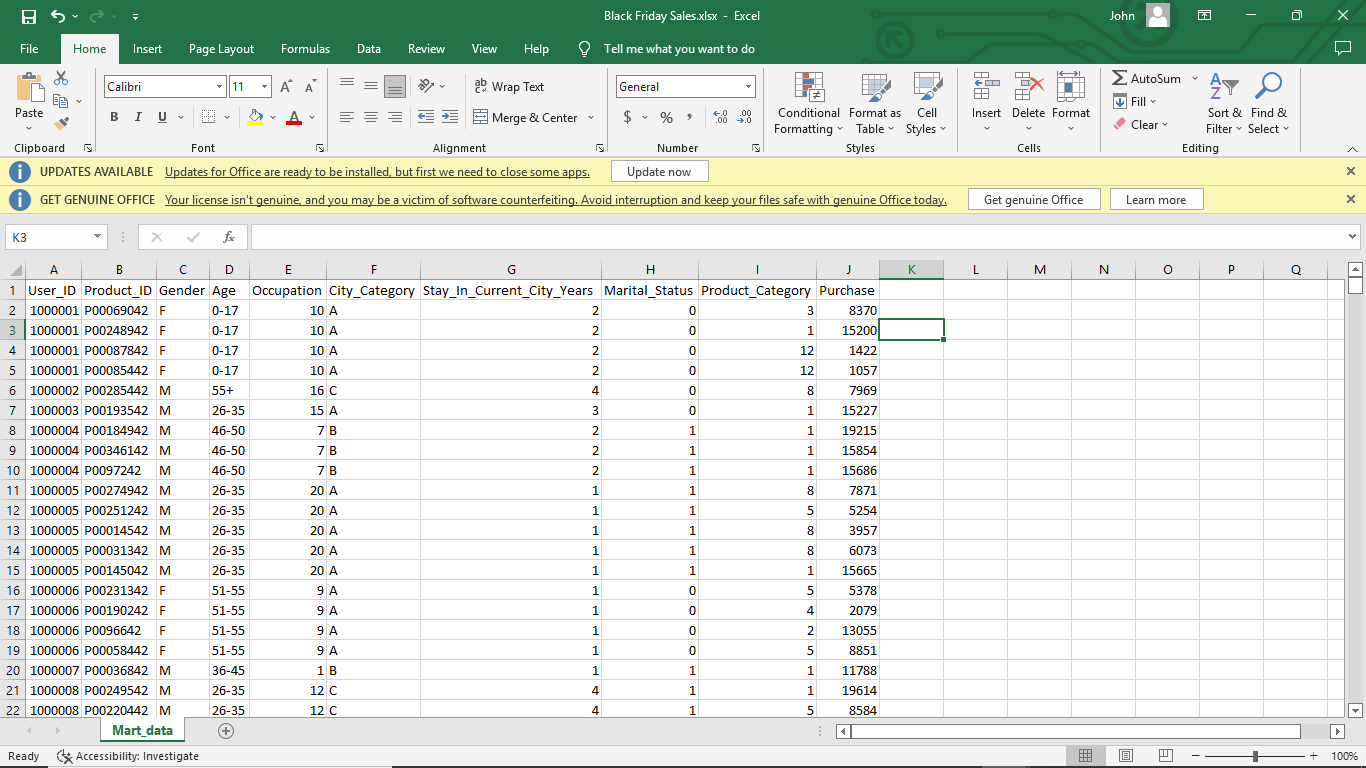 Black Friday Sales.xlsx - Excel
John
File Home Insert Page Layout Formulas Data Review View Help Tell me what you want to do
Calibri 11
Wrap Text
General
AutoSum
Paste
B I U
Merge & Center
$ % ,
Conditional Formatting
Format as Table
Cell Styles
Insert Delete Format
Fill
Clear
Sort & Filter
Find & Select
Clipboard Font Alignment Number Styles Cells Editing
UPDATES AVAILABLE Updates for Office are ready to be installed, but first we need to close some apps. Update now
GET GENUINE OFFICE Your license isn't genuine, and you may be a victim of software counterfeiting. Avoid interruption and keep your files safe with genuine Office today. Get genuine Office Learn more
K3 fx
A B C D E F G H I J K L M N O P Q
1 User_ID Product_ID Gender Age Occupation City_Category Stay_In_Current_City_Years Marital_Status Product_Category Purchase
2 1000001 P00069042 F 0-17 10 A 2 0 3 8370
3 1000001 P00248942 F 0-17 10 A 2 0 1 15200
4 1000001 P00087842 F 0-17 10 A 2 0 12 1422
5 1000001 P00085442 F 0-17 10 A 2 0 12 1057
6 1000002 P00285442 M 55+ 16 C 4 0 8 7969
7 1000003 P00193542 M 26-35 15 A 3 0 1 15227
8 1000004 P00184942 M 46-50 7 B 2 1 1 19215
9 1000004 P00346142 M 46-50 7 B 2 1 1 15854
10 1000004 P0097242 M 46-50 7 B 2 1 1 15686
11 1000005 P00274942 M 26-35 20 A 1 1 8 7871
12 1000005 P00251242 M 26-35 20 A 1 1 5 5254
13 1000005 P00014542 M 26-35 20 A 1 1 8 3957
14 1000005 P00031342 M 26-35 20 A 1 1 8 6073
15 1000005 P00145042 M 26-35 20 A 1 1 1 15665
16 1000006 P00231342 F 51-55 9 A 1 0 5 5378
17 1000006 P00190242 F 51-55 9 A 1 0 4 2079
18 1000006 P0096642 F 51-55 9 A 1 0 2 13055
19 1000006 P00058442 F 51-55 9 A 1 0 5 8851
20 1000007 P00036842 M 36-45 1 B 1 1 1 11788
21 1000008 P00249542 M 26-35 12 C 4 1 1 19614
22 1000008 P00220442 M 26-35 12 C 4 1 5 8584
Mart_data
Ready Accessibility: Investigate 100%